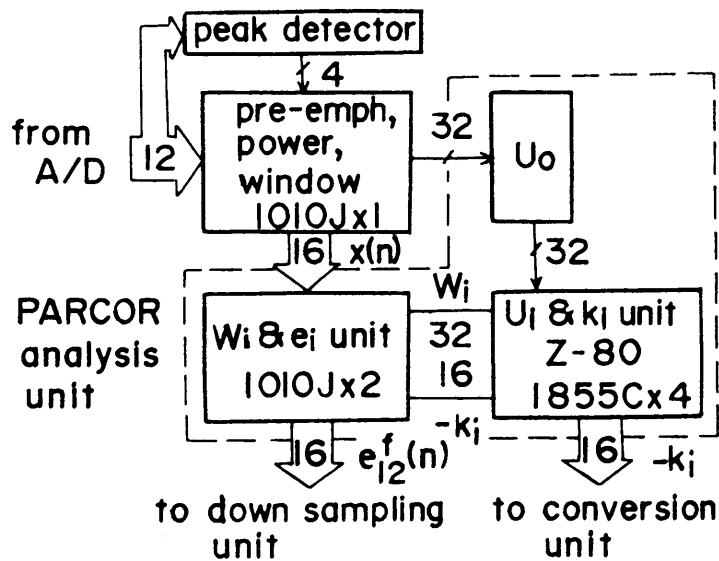 peak detector
4
from
A/D
12
pre-emph,
power,
window
1010Jx1
32
U₀
16 x(n)
32
PARCOR
analysis
unit
Wᵢ & eᵢ unit
1010Jx2
Wᵢ
32
16
-kᵢ
Uᵢ & kᵢ unit
Z-80
1855Cx4
16 e₁₂ᶠ(n)
16 -kᵢ
to down sampling
unit
to conversion
unit